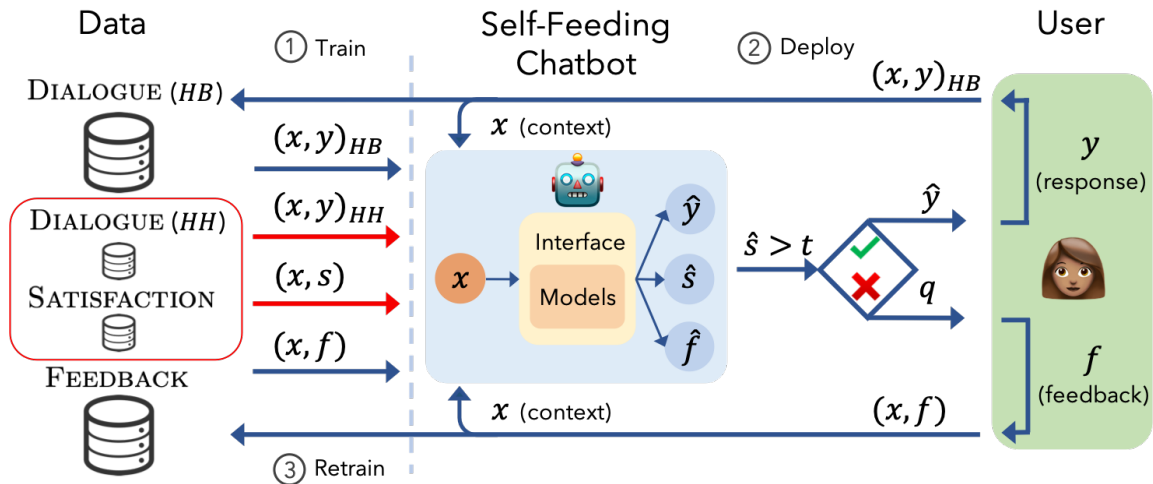 Data
① Train
Self-Feeding
Chatbot
② Deploy
User
DIALOGUE (HB)
(x, y)HB
x (context)
(x, y)HB
y
(response)
(x, y)HH
DIALOGUE (HH)
Interface
Models
x
ŷ
ŝ
f̂
ŝ > t
ŷ
q
(x, s)
SATISFACTION
(x, f)
FEEDBACK
f
(feedback)
x (context)
(x, f)
③ Retrain